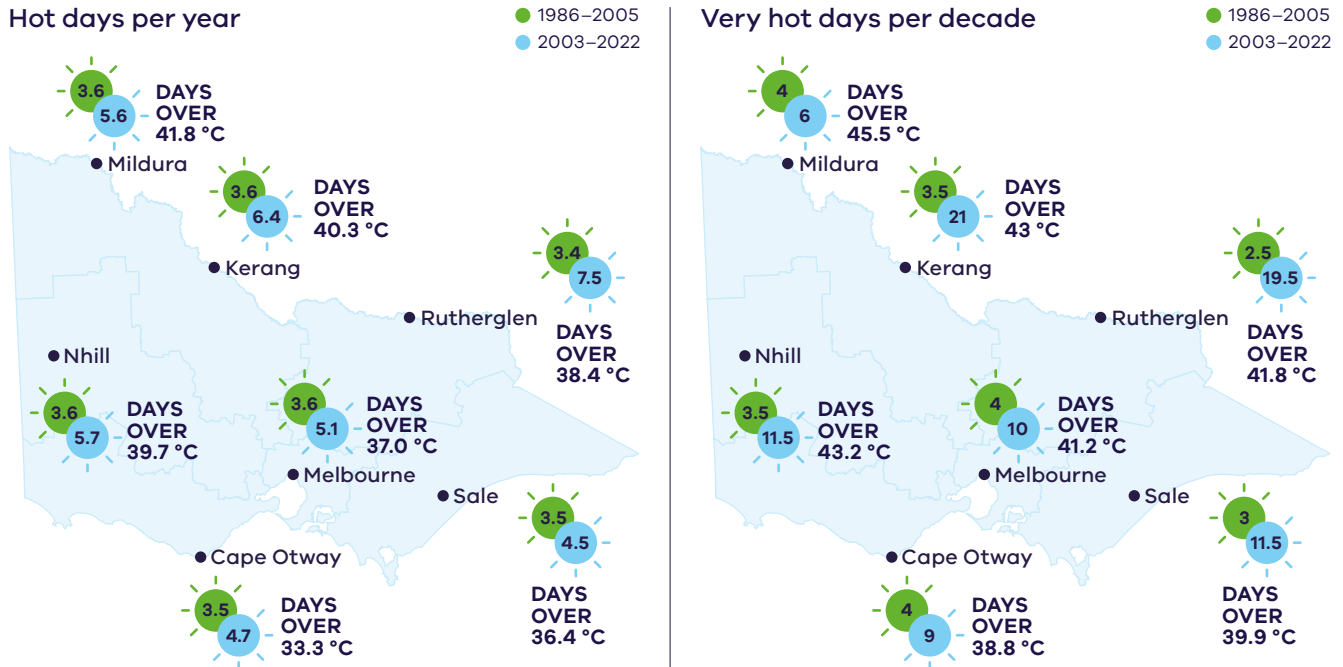 Hot days per year
1986–2005
2003–2022
3.6
5.6
DAYS
OVER
41.8 °C
Mildura
3.6
6.4
DAYS
OVER
40.3 °C
Kerang
3.4
7.5
DAYS
OVER
38.4 °C
Rutherglen
Nhill
3.6
5.7
DAYS
OVER
39.7 °C
3.6
5.1
DAYS
OVER
37.0 °C
Melbourne
Sale
3.5
4.5
DAYS
OVER
36.4 °C
Cape Otway
3.5
4.7
DAYS
OVER
33.3 °C
Very hot days per decade
1986–2005
2003–2022
4
6
DAYS
OVER
45.5 °C
Mildura
3.5
21
DAYS
OVER
43 °C
Kerang
2.5
19.5
DAYS
OVER
41.8 °C
Rutherglen
Nhill
3.5
11.5
DAYS
OVER
43.2 °C
4
10
DAYS
OVER
41.2 °C
Melbourne
Sale
3
11.5
DAYS
OVER
39.9 °C
Cape Otway
4
9
DAYS
OVER
38.8 °C